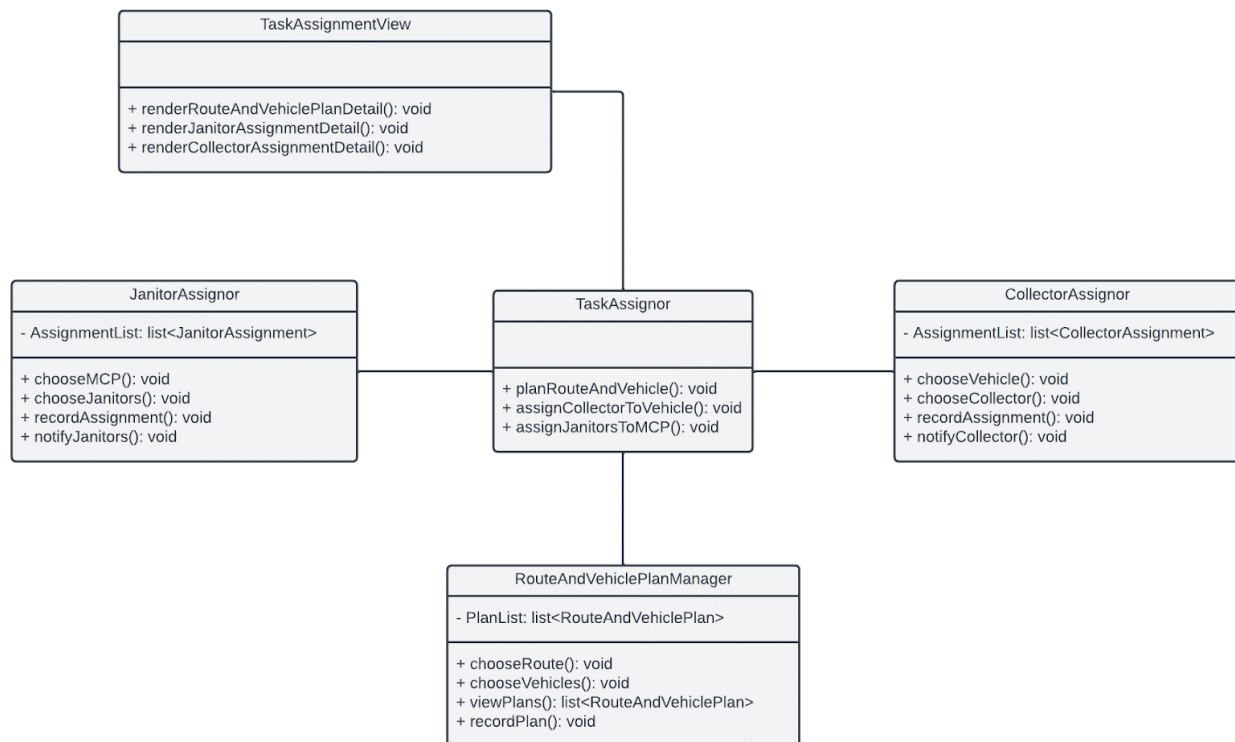 TaskAssignmentView
+ renderRouteAndVehiclePlanDetail(): void
+ renderJanitorAssignmentDetail(): void
+ renderCollectorAssignmentDetail(): void
JanitorAssignor
- AssignmentList: list<JanitorAssignment>
+ chooseMCP(): void
+ chooseJanitors(): void
+ recordAssignment(): void
+ notifyJanitors(): void
TaskAssignor
+ planRouteAndVehicle(): void
+ assignCollectorToVehicle(): void
+ assignJanitorsToMCP(): void
CollectorAssignor
- AssignmentList: list<CollectorAssignment>
+ chooseVehicle(): void
+ chooseCollector(): void
+ recordAssignment(): void
+ notifyCollector(): void
RouteAndVehiclePlanManager
- PlanList: list<RouteAndVehiclePlan>
+ chooseRoute(): void
+ chooseVehicles(): void
+ viewPlans(): list<RouteAndVehiclePlan>
+ recordPlan(): void